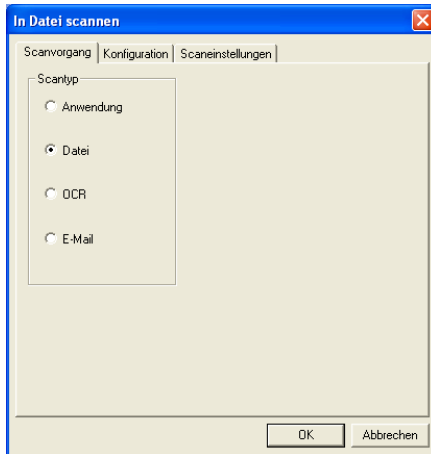 In Datei scannen
Scanvorgang Konfiguration Scaneinstellungen
Scantyp
Anwendung
Datei
OCR
E-Mail
OK Abbrechen